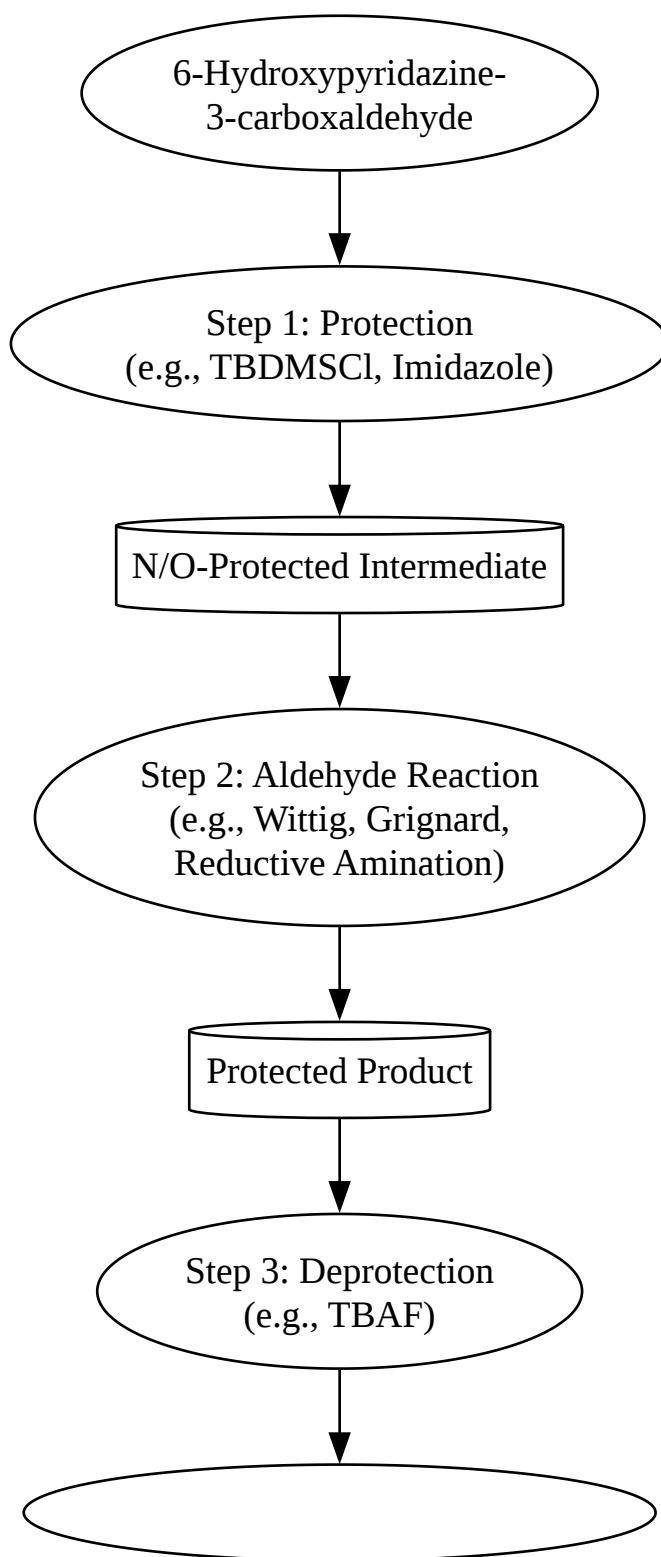 6-Hydroxypyridazine-
3-carboxaldehyde
Step 1: Protection
(e.g., TBDMSCl, Imidazole)
N/O-Protected Intermediate
Step 2: Aldehyde Reaction
(e.g., Wittig, Grignard,
Reductive Amination)
Protected Product
Step 3: Deprotection
(e.g., TBAF)